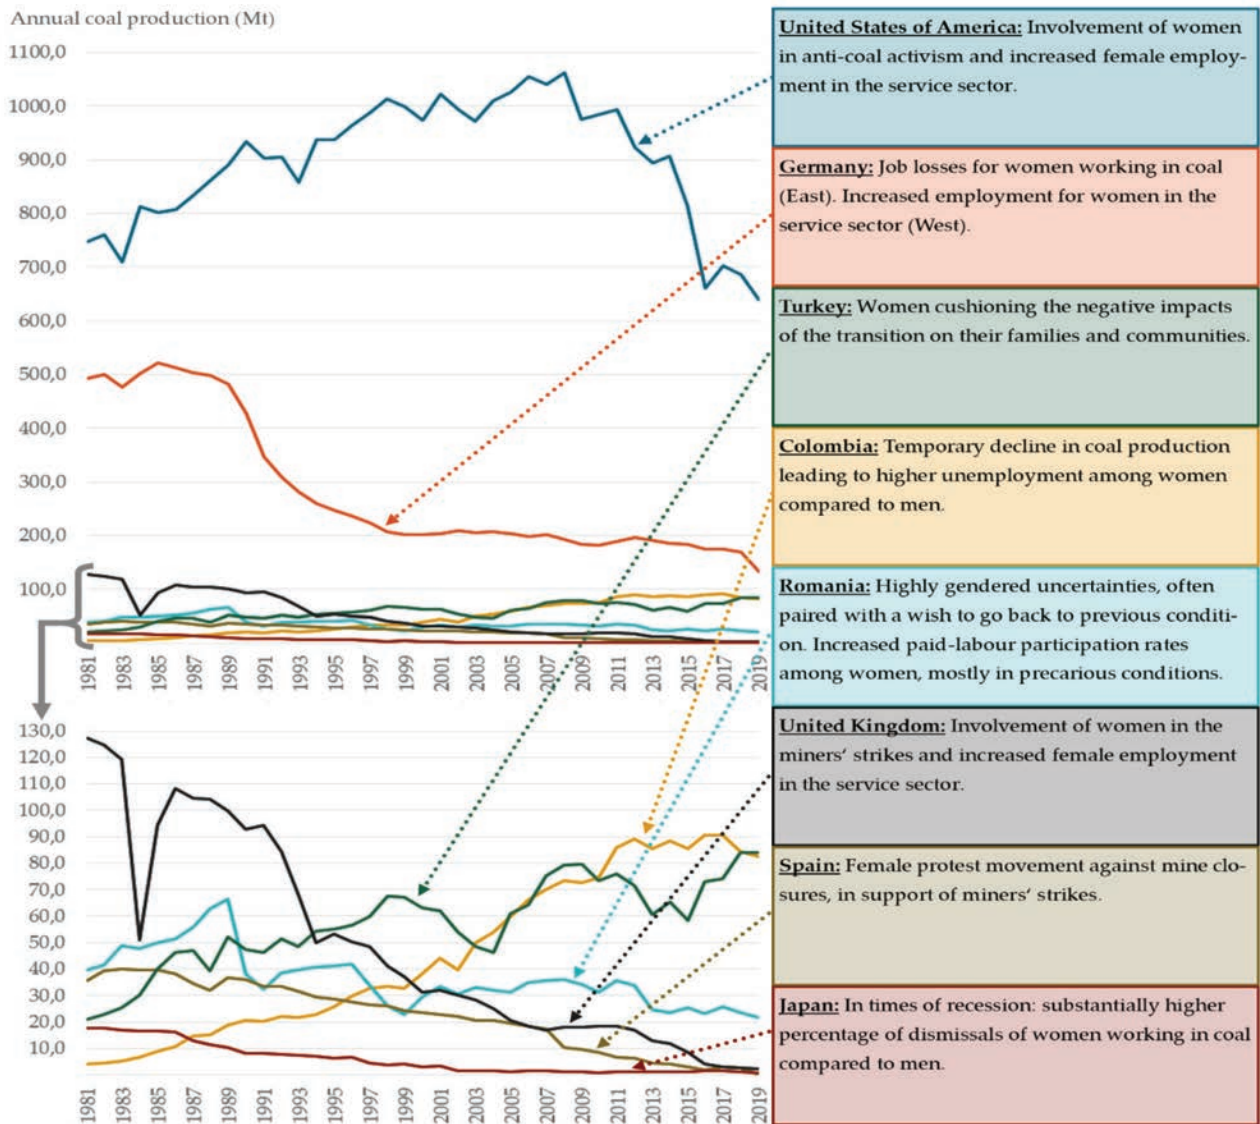 Annual coal production (Mt)
1100,0
1000,0
900,0
800,0
700,0
600,0
500,0
400,0
300,0
200,0
100,0
1981
1983
1985
1987
1989
1991
1993
1995
1997
1999
2001
2003
2005
2007
2009
2011
2013
2015
2017
2019
130,0
120,0
110,0
100,0
90,0
80,0
70,0
60,0
50,0
40,0
30,0
20,0
10,0
1981
1983
1985
1987
1989
1991
1993
1995
1997
1999
2001
2003
2005
2007
2009
2011
2013
2015
2017
2019
United States of America: Involvement of women
in anti-coal activism and increased female employ-
ment in the service sector.
Germany: Job losses for women working in coal
(East). Increased employment for women in the
service sector (West).
Turkey: Women cushioning the negative impacts
of the transition on their families and communities.
Colombia: Temporary decline in coal production
leading to higher unemployment among women
compared to men.
Romania: Highly gendered uncertainties, often
paired with a wish to go back to previous conditi-
on. Increased paid-labour participation rates
among women, mostly in precarious conditions.
United Kingdom: Involvement of women in the
miners‘ strikes and increased female employment
in the service sector.
Spain: Female protest movement against mine clo-
sures, in support of miners’ strikes.
Japan: In times of recession: substantially higher
percentage of dismissals of women working in coal
compared to men.